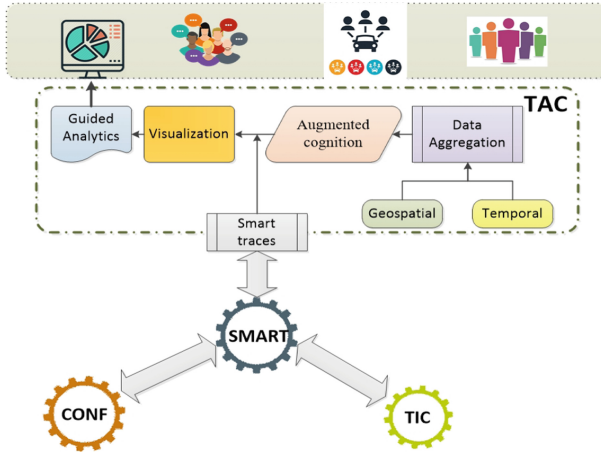 TAC
Guided
Analytics
Visualization
Augmented
cognition
Data
Aggregation
Geospatial
Temporal
Smart
traces
SMART
CONF
TIC